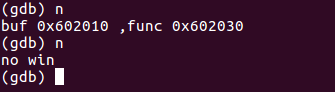 (gdb) n
buf 0x602010 ,func 0x602030
(gdb) n
no win
(gdb)